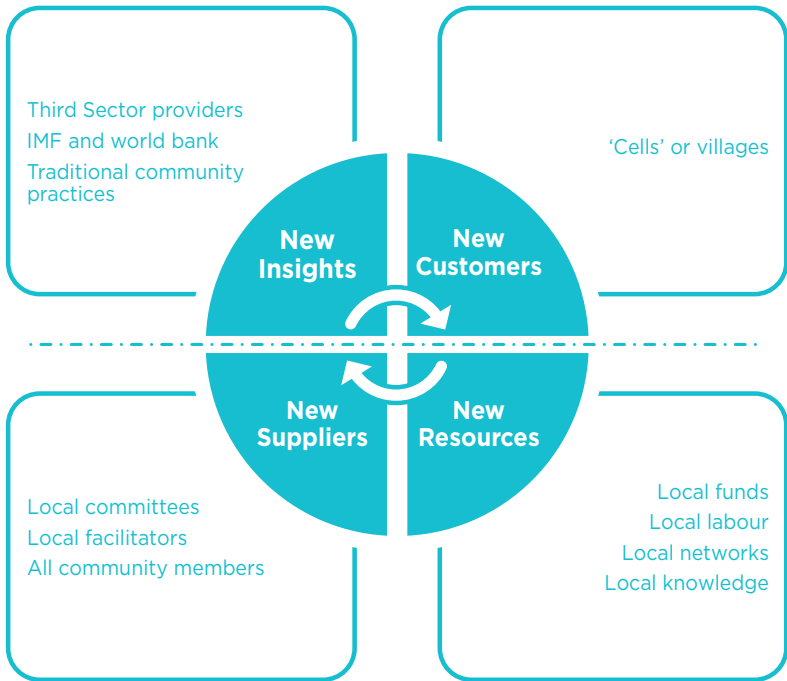 Third Sector providers
IMF and world bank
Traditional community
practices
‘Cells’ or villages
New
Insights
New
Customers
New
Suppliers
New
Resources
Local committees
Local facilitators
All community members
Local funds
Local labour
Local networks
Local knowledge